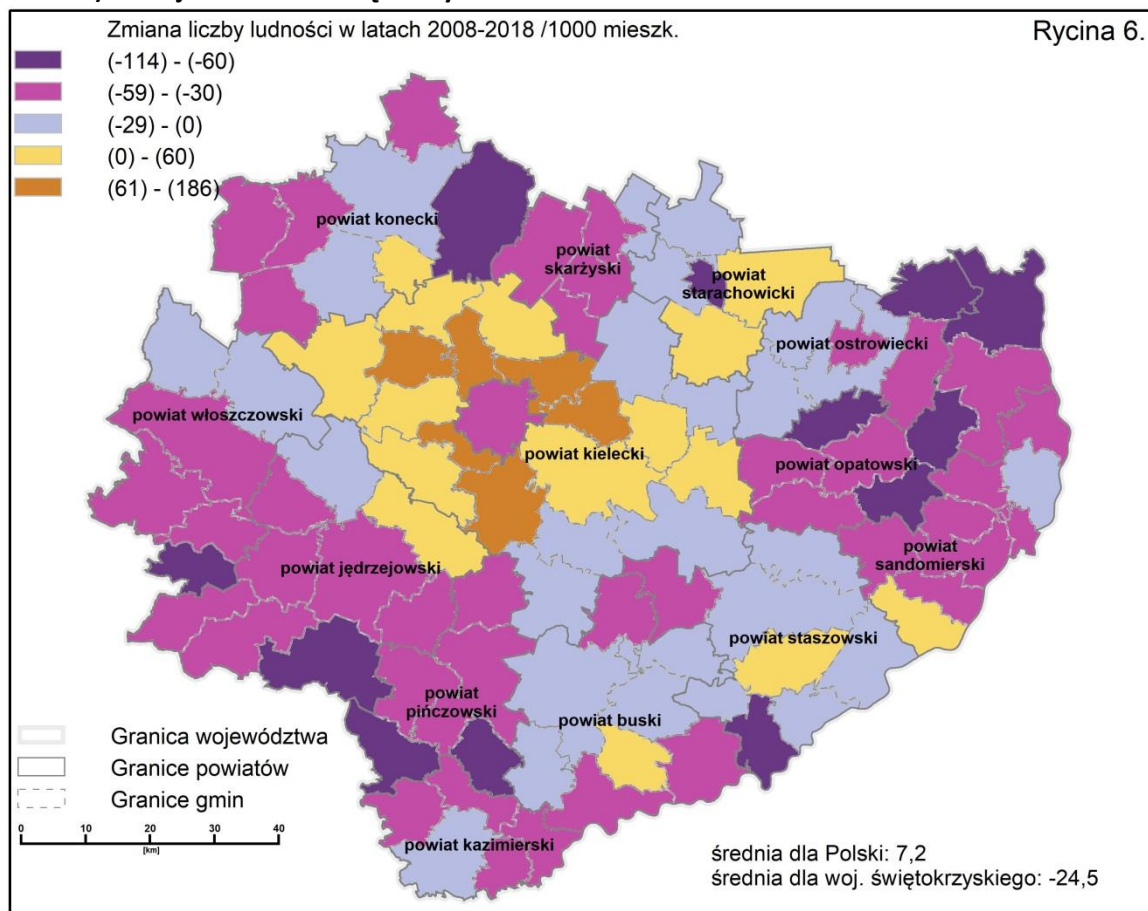 Zmiana liczby ludności w latach 2008-2018 /1000 mieszk.
Rycina 6.
(-114) - (-60)
(-59) - (-30)
(-29) - (0)
(0) - (60)
(61) - (186)
powiat konecki
powiat
skarżyski
powiat
starachowicki
powiat ostrowiecki
powiat włoszczowski
powiat kielecki
powiat opatowski
powiat
sandomierski
powiat jędrzejowski
powiat staszowski
powiat
pińczowski
powiat buski
powiat kazimierski
Granica województwa
Granice powiatów
Granice gmin
0 10 20 30 40
[km]
średnia dla Polski: 7,2
średnia dla woj. świętokrzyskiego: -24,5